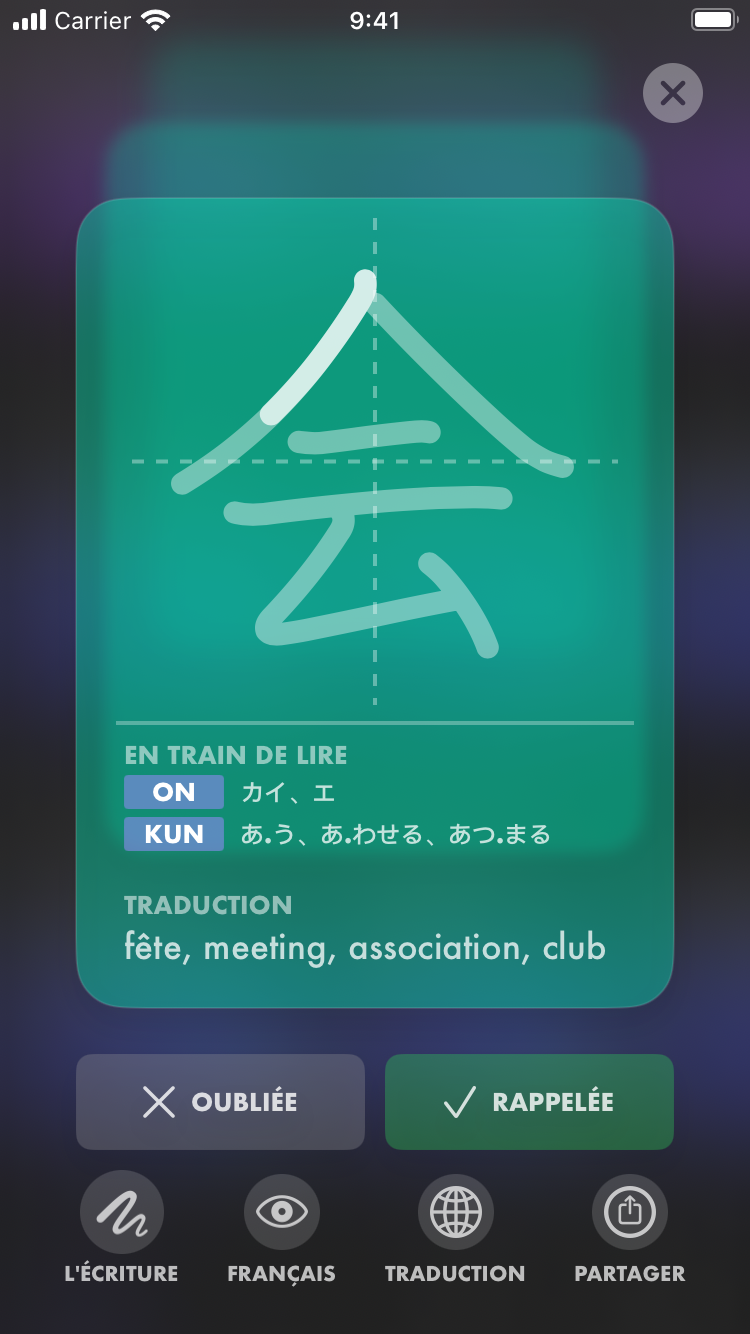 Carrier 9:41
会
EN TRAIN DE LIRE
ON カイ、エ
KUN あ.う、あ.わせる、あつ.まる
TRADUCTION
fête, meeting, association, club
OUBLIÉE RAPPELÉE
L'ÉCRITURE FRANÇAIS TRADUCTION PARTAGER